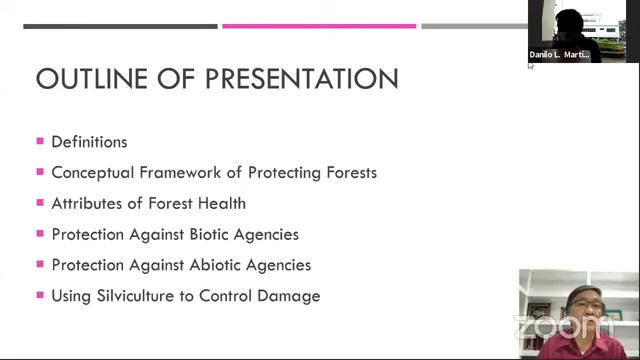 Danilo L. Marti...
OUTLINE OF PRESENTATION
Definitions
Conceptual Framework of Protecting Forests
Attributes of Forest Health
Protection Against Biotic Agencies
Protection Against Abiotic Agencies
Using Silviculture to Control Damage
zoom